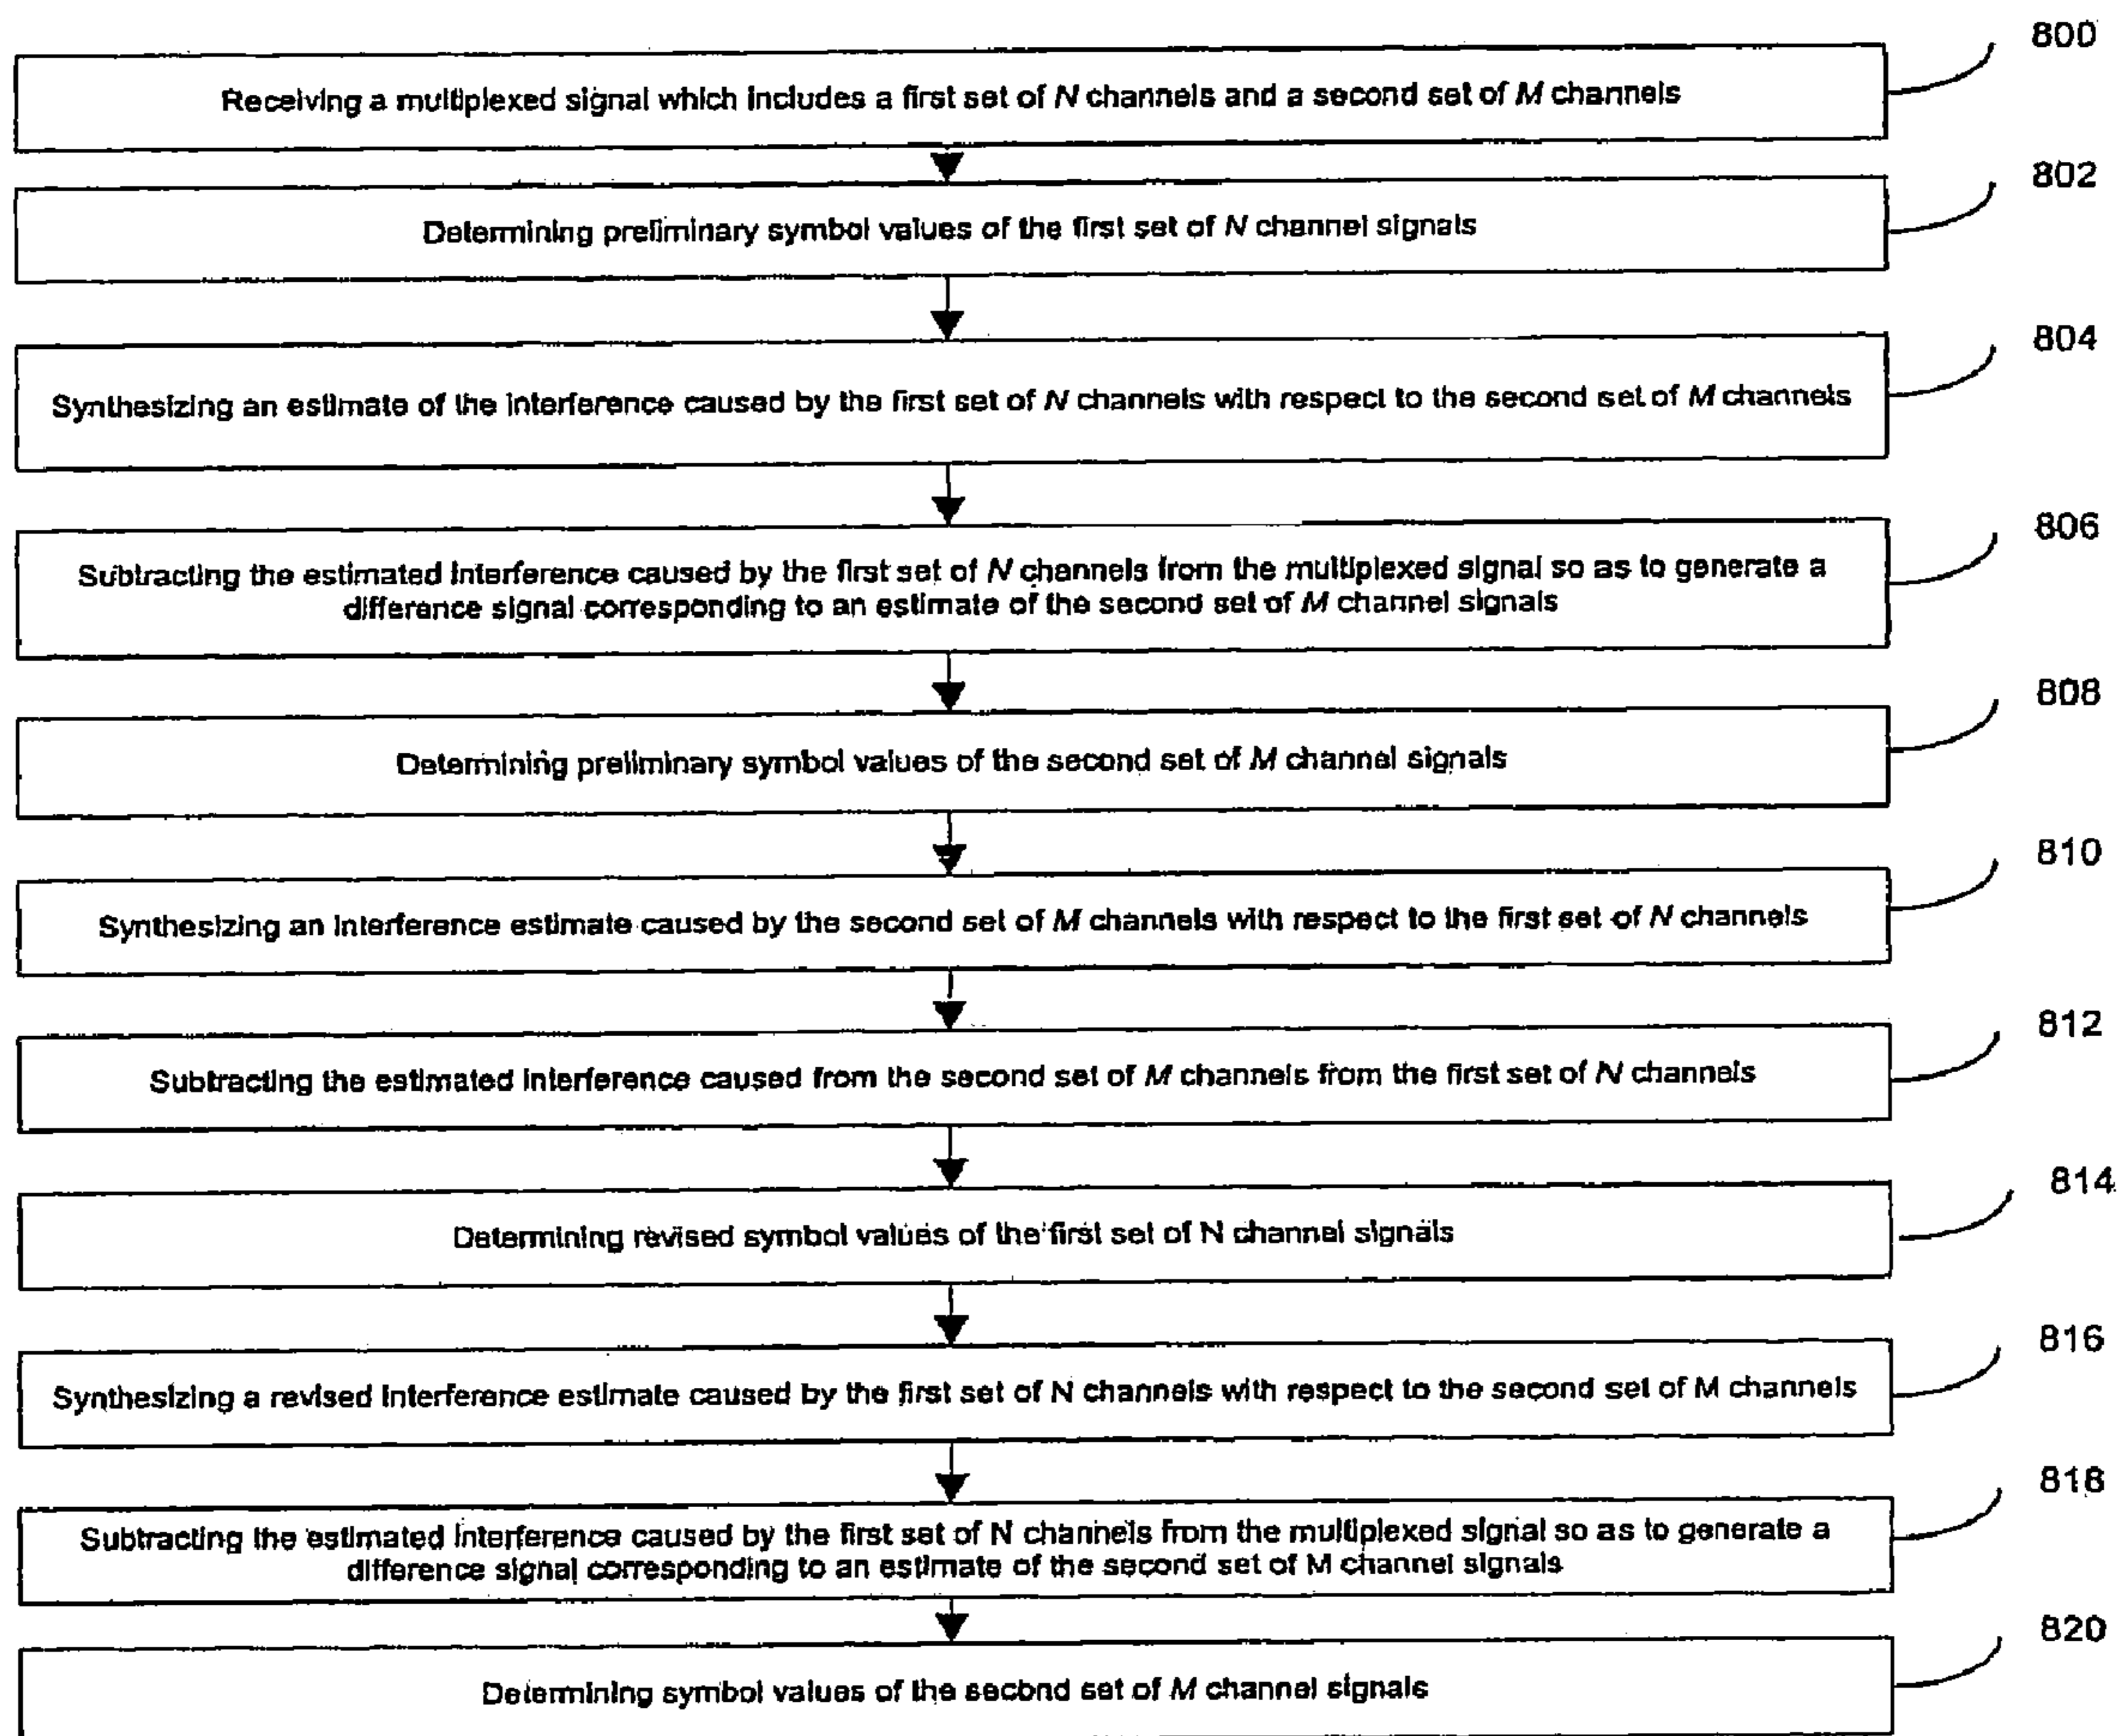 800
Receiving a multiplexed signal which includes a first set of N channels and a second set of M channels
802
Determining preliminary symbol values of the first set of N channel signals
804
Synthesizing an estimate of the interference caused by the first set of N channels with respect to the second set of M channels
806
Subtracting the estimated interference caused by the first set of N channels from the multiplexed signal so as to generate a
difference signal corresponding to an estimate of the second set of M channel signals
808
Determining preliminary symbol values of the second set of M channel signals
810
Synthesizing an interference estimate caused by the second set of M channels with respect to the first set of N channels
812
Subtracting the estimated interference caused from the second set of M channels from the first set of N channels
814
Determining revised symbol values of the first set of N channel signals
816
Synthesizing a revised interference estimate caused by the first set of N channels with respect to the second set of M channels
818
Subtracting the estimated interference caused by the first set of N channels from the multiplexed signal so as to generate a
difference signal corresponding to an estimate of the second set of M channel signals
820
Determining symbol values of the second set of M channel signals